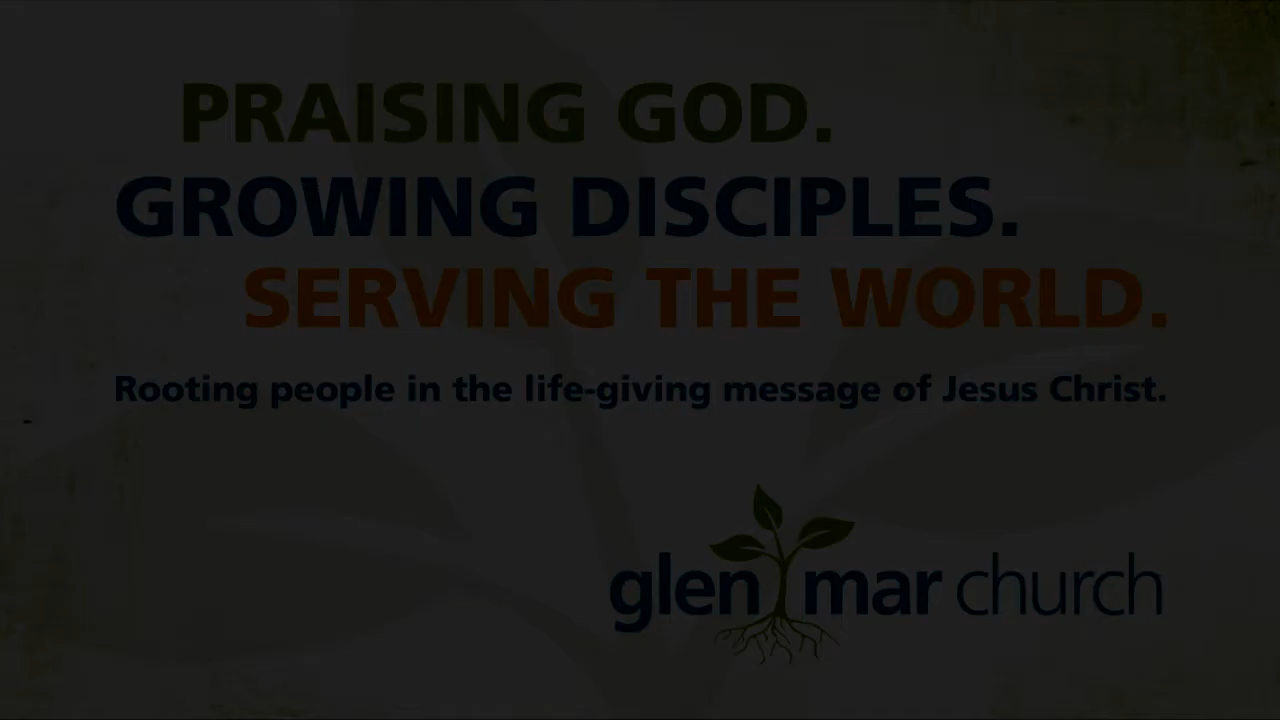 PRAISING GOD.
GROWING DISCIPLES.
SERVING THE WORLD.
Rooting people in the life-giving message of Jesus Christ.
glen mar church